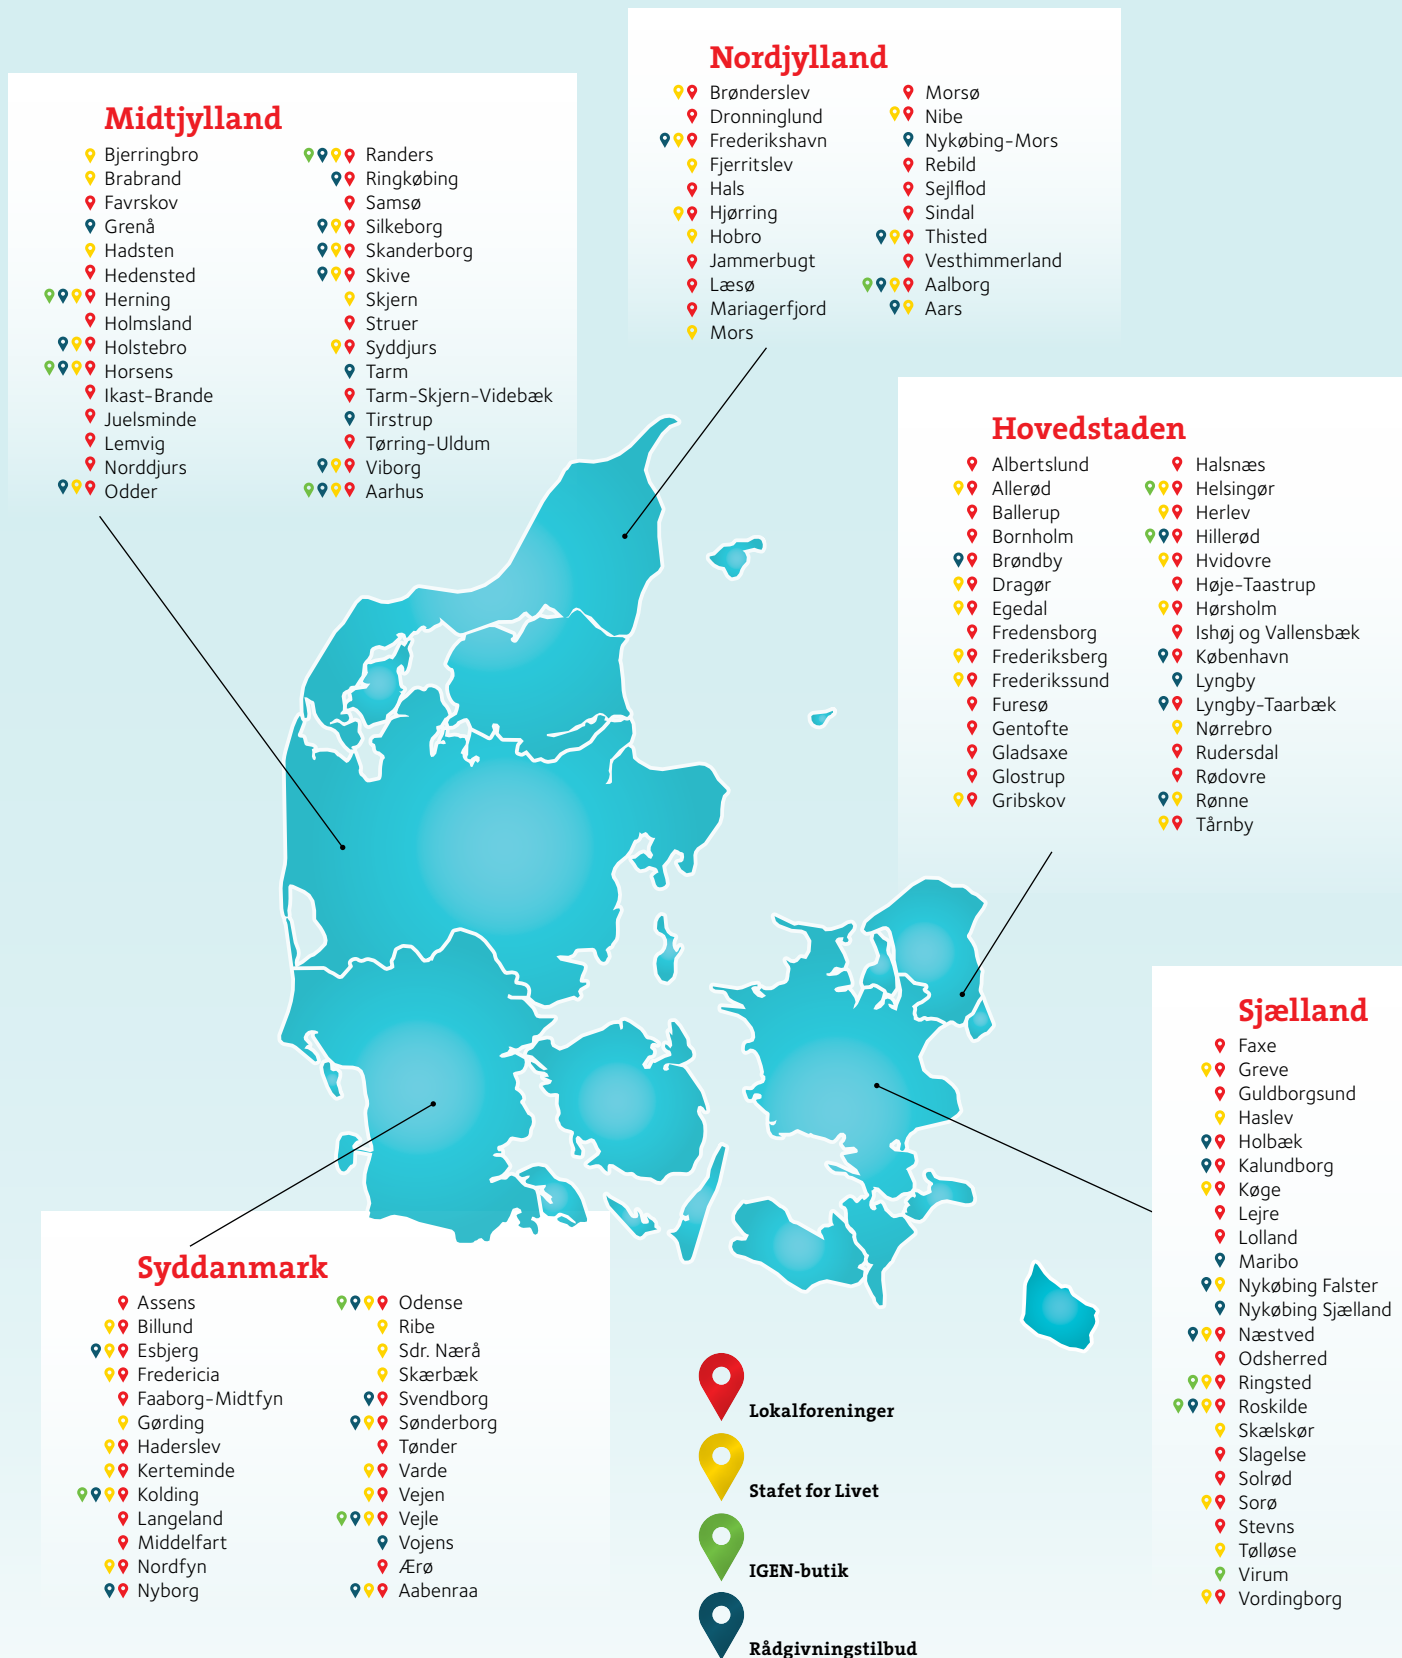 Nordjylland
Brønderslev
Dronninglund
Frederikshavn
Fjerritslev
Hals
Hjørring
Hobro
Jammerbugt
Læsø
Mariagerfjord
Mors
Morsø
Nibe
Nykøbing-Mors
Rebild
Sejlflod
Sindal
Thisted
Vesthimmerland
Aalborg
Aars
Midtjylland
Bjerringbro
Brabrand
Favrskov
Grenå
Hadsten
Hedensted
Herning
Holmsland
Holstebro
Horsens
Ikast-Brande
Juelsminde
Lemvig
Norddjurs
Odder
Randers
Ringkøbing
Samsø
Silkeborg
Skanderborg
Skive
Skjern
Struer
Syddjurs
Tarm
Tarm-Skjern-Videbæk
Tirstrup
Tørring-Uldum
Viborg
Aarhus
Hovedstaden
Albertslund
Allerød
Ballerup
Bornholm
Brøndby
Dragør
Egedal
Fredensborg
Frederiksberg
Frederikssund
Furesø
Gentofte
Gladsaxe
Glostrup
Gribskov
Halsnæs
Helsingør
Herlev
Hillerød
Hvidovre
Høje-Taastrup
Hørsholm
Ishøj og Vallensbæk
København
Lyngby
Lyngby-Taarbæk
Nørrebro
Rudersdal
Rødovre
Rønne
Tårnby
Sjælland
Faxe
Greve
Guldborgsund
Haslev
Holbæk
Kalundborg
Køge
Lejre
Lolland
Maribo
Nykøbing Falster
Nykøbing Sjælland
Næstved
Odsherred
Ringsted
Roskilde
Skælskør
Slagelse
Solrød
Sorø
Stevns
Tølløse
Virum
Vordingborg
Syddanmark
Assens
Billund
Esbjerg
Fredericia
Faaborg-Midtfyn
Gørding
Haderslev
Kerteminde
Kolding
Langeland
Middelfart
Nordfyn
Nyborg
Odense
Ribe
Sdr. Nærå
Skærbæk
Svendborg
Sønderborg
Tønder
Varde
Vejen
Vejle
Vojens
Ærø
Aabenraa
Lokalforeninger
Stafet for Livet
IGEN-butik
Rådgivningstilbud